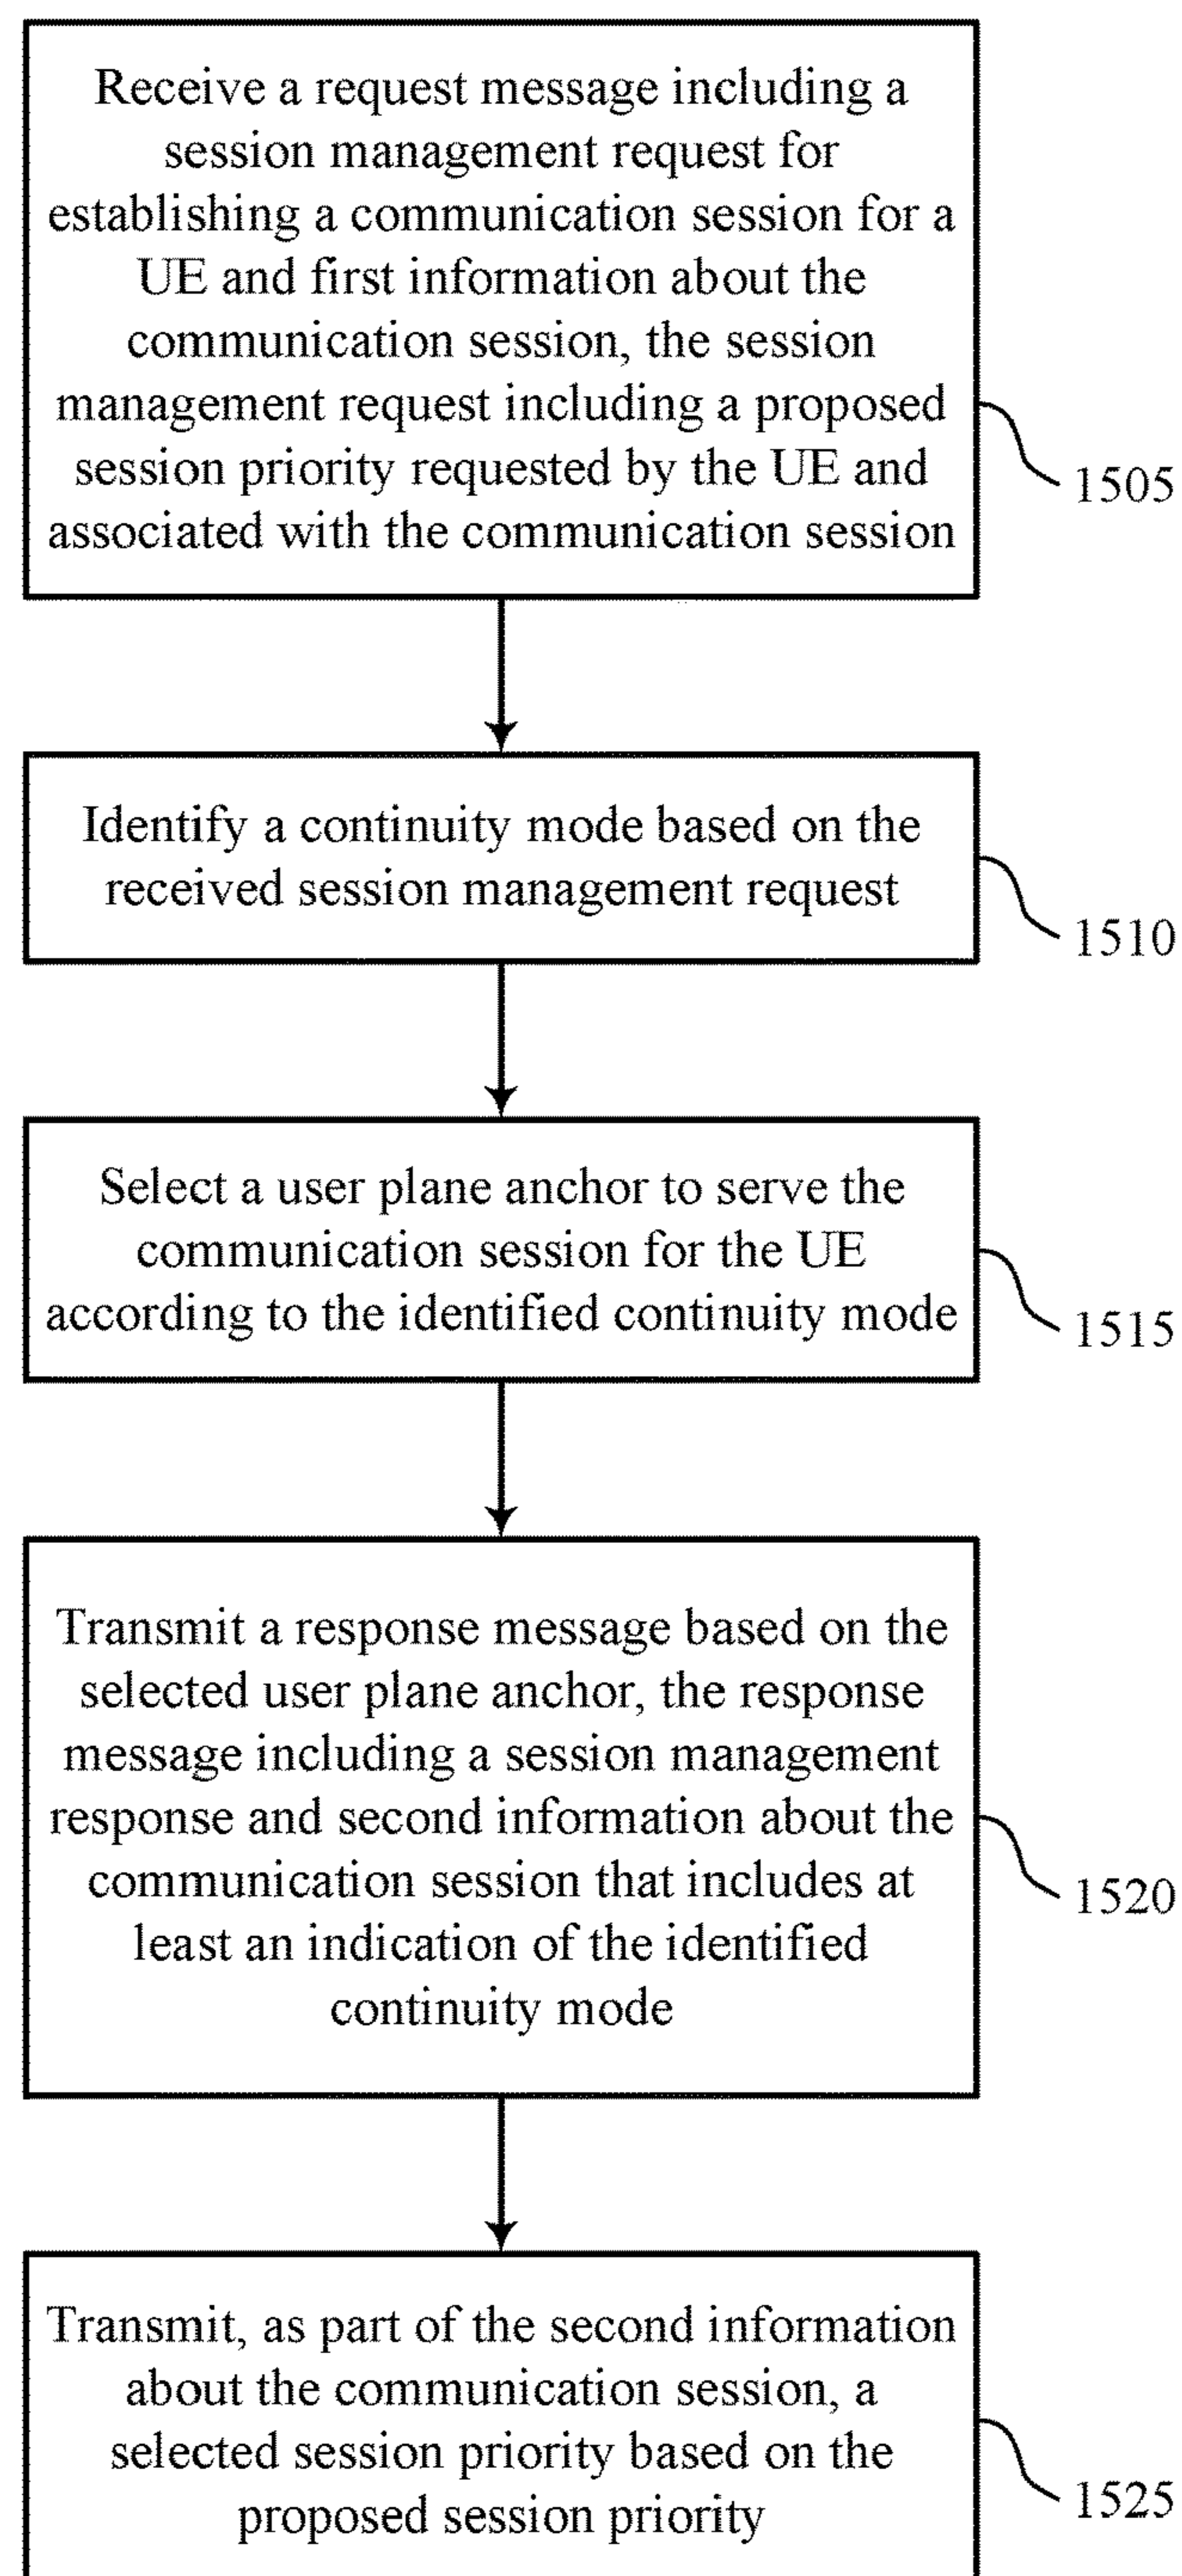 Receive a request message including a
session management request for
establishing a communication session for a
UE and first information about the
communication session, the session
management request including a proposed
session priority requested by the UE and
associated with the communication session
1505
Identify a continuity mode based on the
received session management request
1510
Select a user plane anchor to serve the
communication session for the UE
according to the identified continuity mode
1515
Transmit a response message based on the
selected user plane anchor, the response
message including a session management
response and second information about the
communication session that includes at
least an indication of the identified
continuity mode
1520
Transmit, as part of the second information
about the communication session, a
selected session priority based on the
proposed session priority
1525